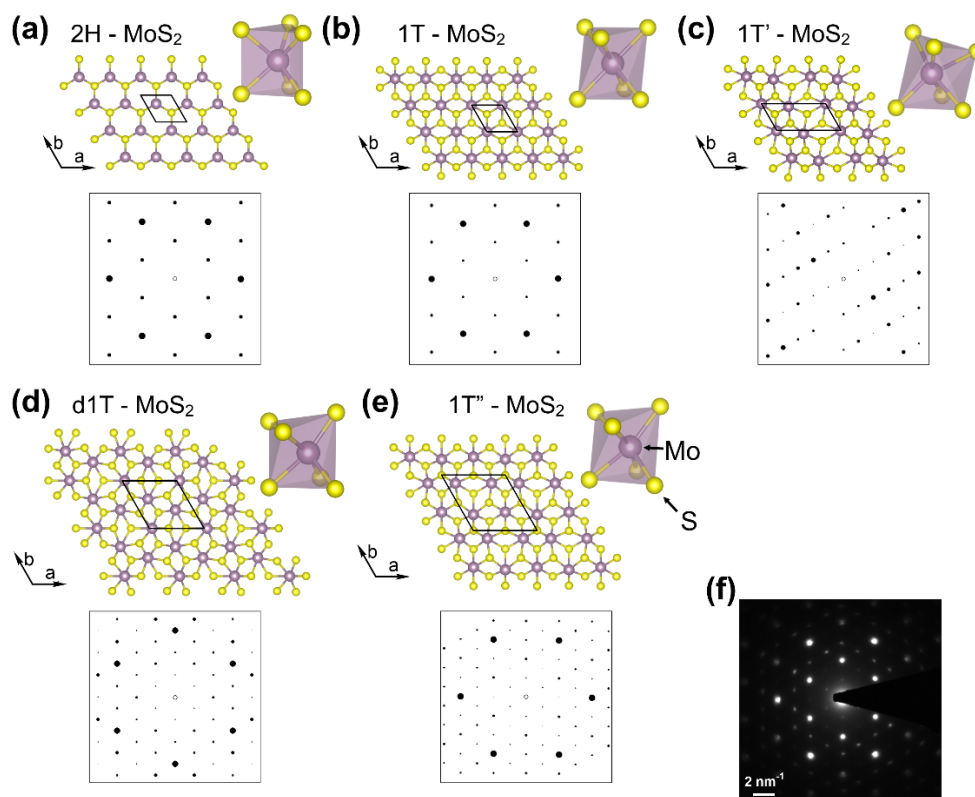 (a) 2H - MoS₂
(b) 1T - MoS₂
(c) 1T’ - MoS₂
b
a
b
a
b
a
(d) d1T - MoS₂
(e) 1T” - MoS₂
Mo
S
b
a
b
a
(f)
2 nm⁻¹